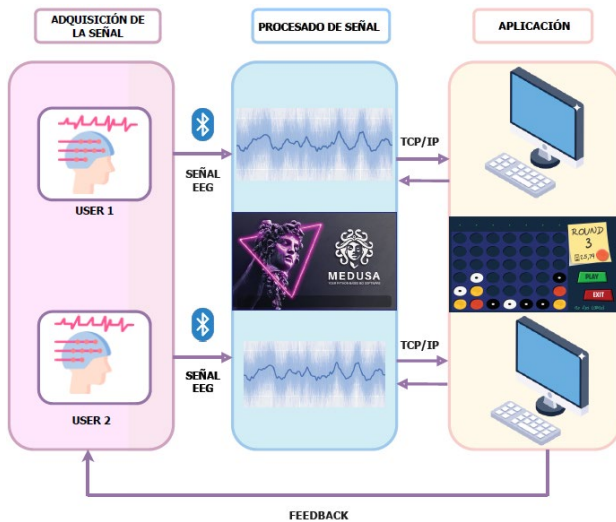 ADQUISICIÓN DE
LA SEÑAL
PROCESADO DE SEÑAL
APLICACIÓN
USER 1
SEÑAL
EEG
TCP/IP
MEDUSA
ROUND
3
PLAY
EXIT
USER 2
SEÑAL
EEG
TCP/IP
FEEDBACK